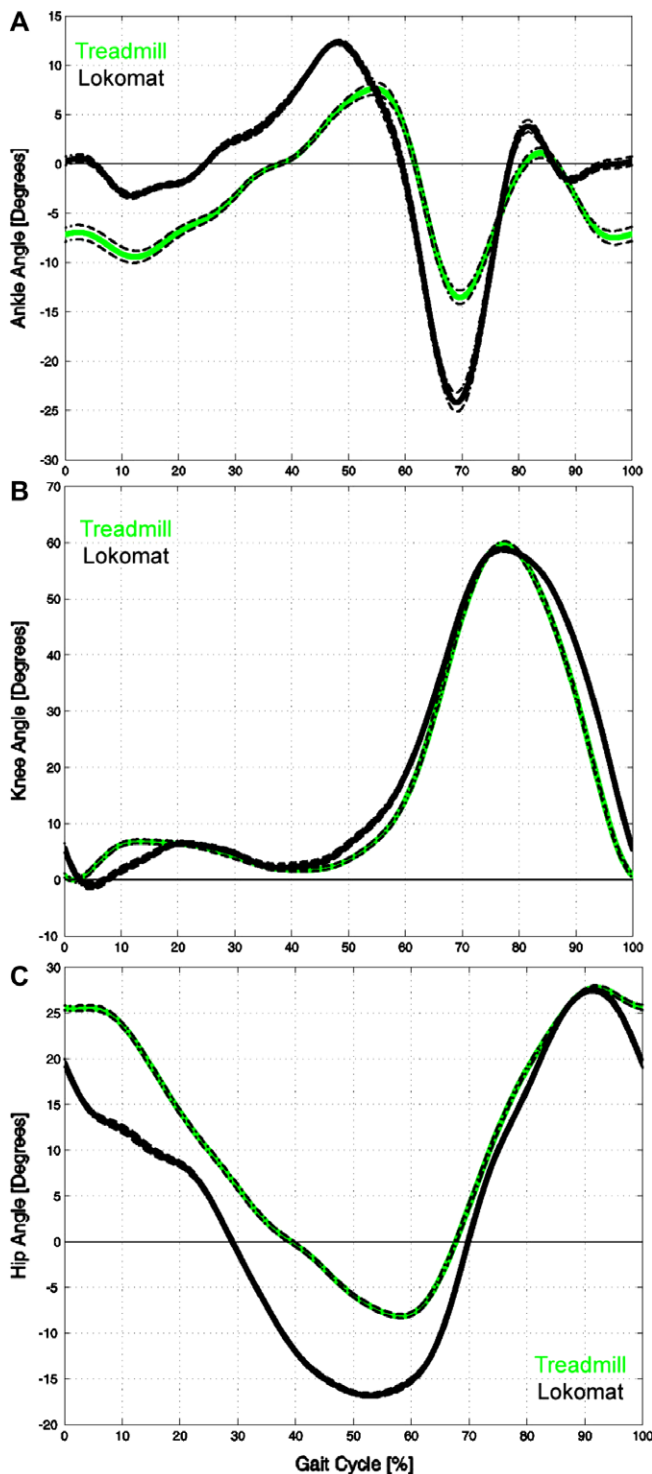 A
Treadmill
Lokomat
Ankle Angle [Degrees]
15
10
5
0
-5
-10
-15
-20
-25
-30
0 10 20 30 40 50 60 70 80 90 100
B
Treadmill
Lokomat
Knee Angle [Degrees]
70
60
50
40
30
20
10
0
-10
0 10 20 30 40 50 60 70 80 90 100
C
Hip Angle [Degrees]
30
25
20
15
10
5
0
-5
-10
-15
-20
Treadmill
Lokomat
0 10 20 30 40 50 60 70 80 90 100
Gait Cycle [%]